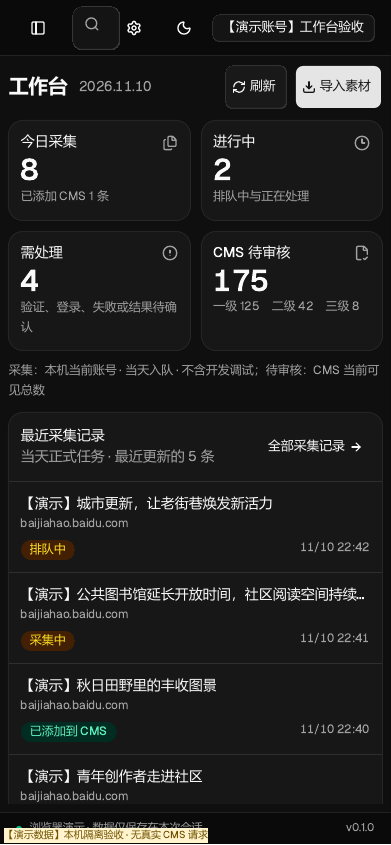 【演示账号】工作台验收
工作台 2026.11.10 刷新 导入素材
今日采集
8
已添加 CMS 1 条
进行中
2
排队中与正在处理
需处理
4
验证、登录、失败或结果待确
认
CMS 待审核
175
一级 125 二级 42 三级 8
采集：本机当前账号 · 当天入队 · 不含开发调试；待审核：CMS 当前可
见总数
最近采集记录
当天正式任务 · 最近更新的 5 条
全部采集记录 →
【演示】城市更新，让老街巷焕发新活力
baijiahao.baidu.com
排队中 11/10 22:42
【演示】公共图书馆延长开放时间，社区阅读空间持续…
baijiahao.baidu.com
采集中 11/10 22:41
【演示】秋日田野里的丰收图景
baijiahao.baidu.com
已添加到 CMS 11/10 22:40
【演示】青年创作者走进社区
baijiahao.baidu.com
v0.1.0
【演示数据】本机隔离验收 · 无真实 CMS 请求